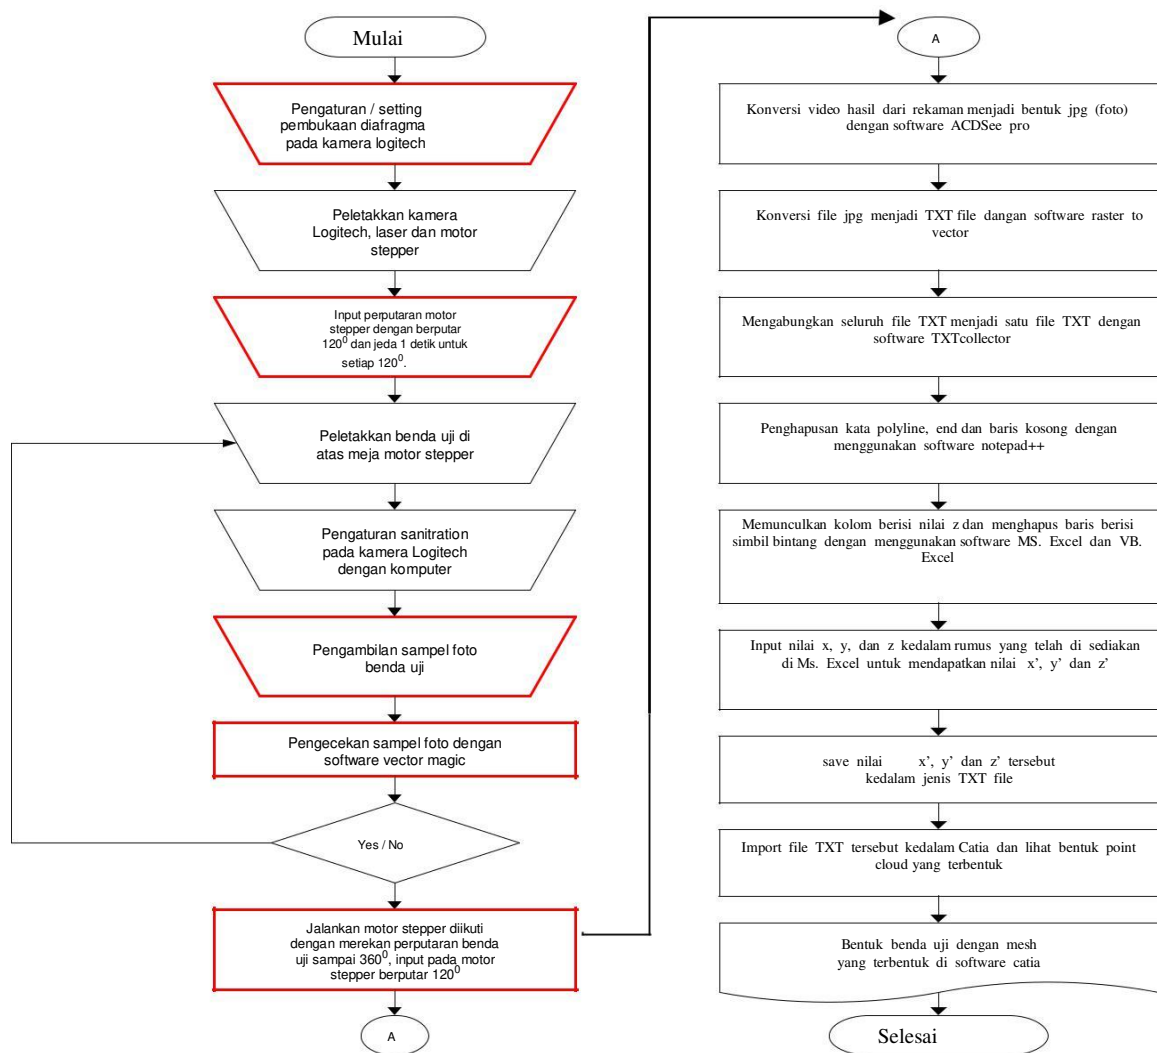 Mulai
Pengaturan / setting
pembukaan diafragma
pada kamera logitech
Peletakkan kamera
Logitech, laser dan motor
stepper
Input perputaran motor
stepper dengan berputar
120⁰ dan jeda 1 detik untuk
setiap 120⁰.
Peletakkan benda uji di
atas meja motor stepper
Pengaturan sanitration
pada kamera Logitech
dengan komputer
Pengambilan sampel foto
benda uji
Pengecekan sampel foto dengan
software vector magic
Yes / No
Jalankan motor stepper diikuti
dengan merekan perputaran benda
uji sampai 360⁰, input pada motor
stepper berputar 120⁰
A
A
Konversi video hasil dari rekaman menjadi bentuk jpg (foto)
dengan software ACDSee pro
Konversi file jpg menjadi TXT file dangan software raster to
vector
Mengabungkan seluruh file TXT menjadi satu file TXT dengan
software TXTcollector
Penghapusan kata polyline, end dan baris kosong dengan
menggunakan software notepad++
Memunculkan kolom berisi nilai z dan menghapus baris berisi
simbil bintang dengan menggunakan software MS. Excel dan VB.
Excel
Input nilai x, y, dan z kedalam rumus yang telah di sediakan
di Ms. Excel untuk mendapatkan nilai x’, y’ dan z’
save nilai x’, y’ dan z’ tersebut
kedalam jenis TXT file
Import file TXT tersebut kedalam Catia dan lihat bentuk point
cloud yang terbentuk
Bentuk benda uji dengan mesh
yang terbentuk di software catia
Selesai